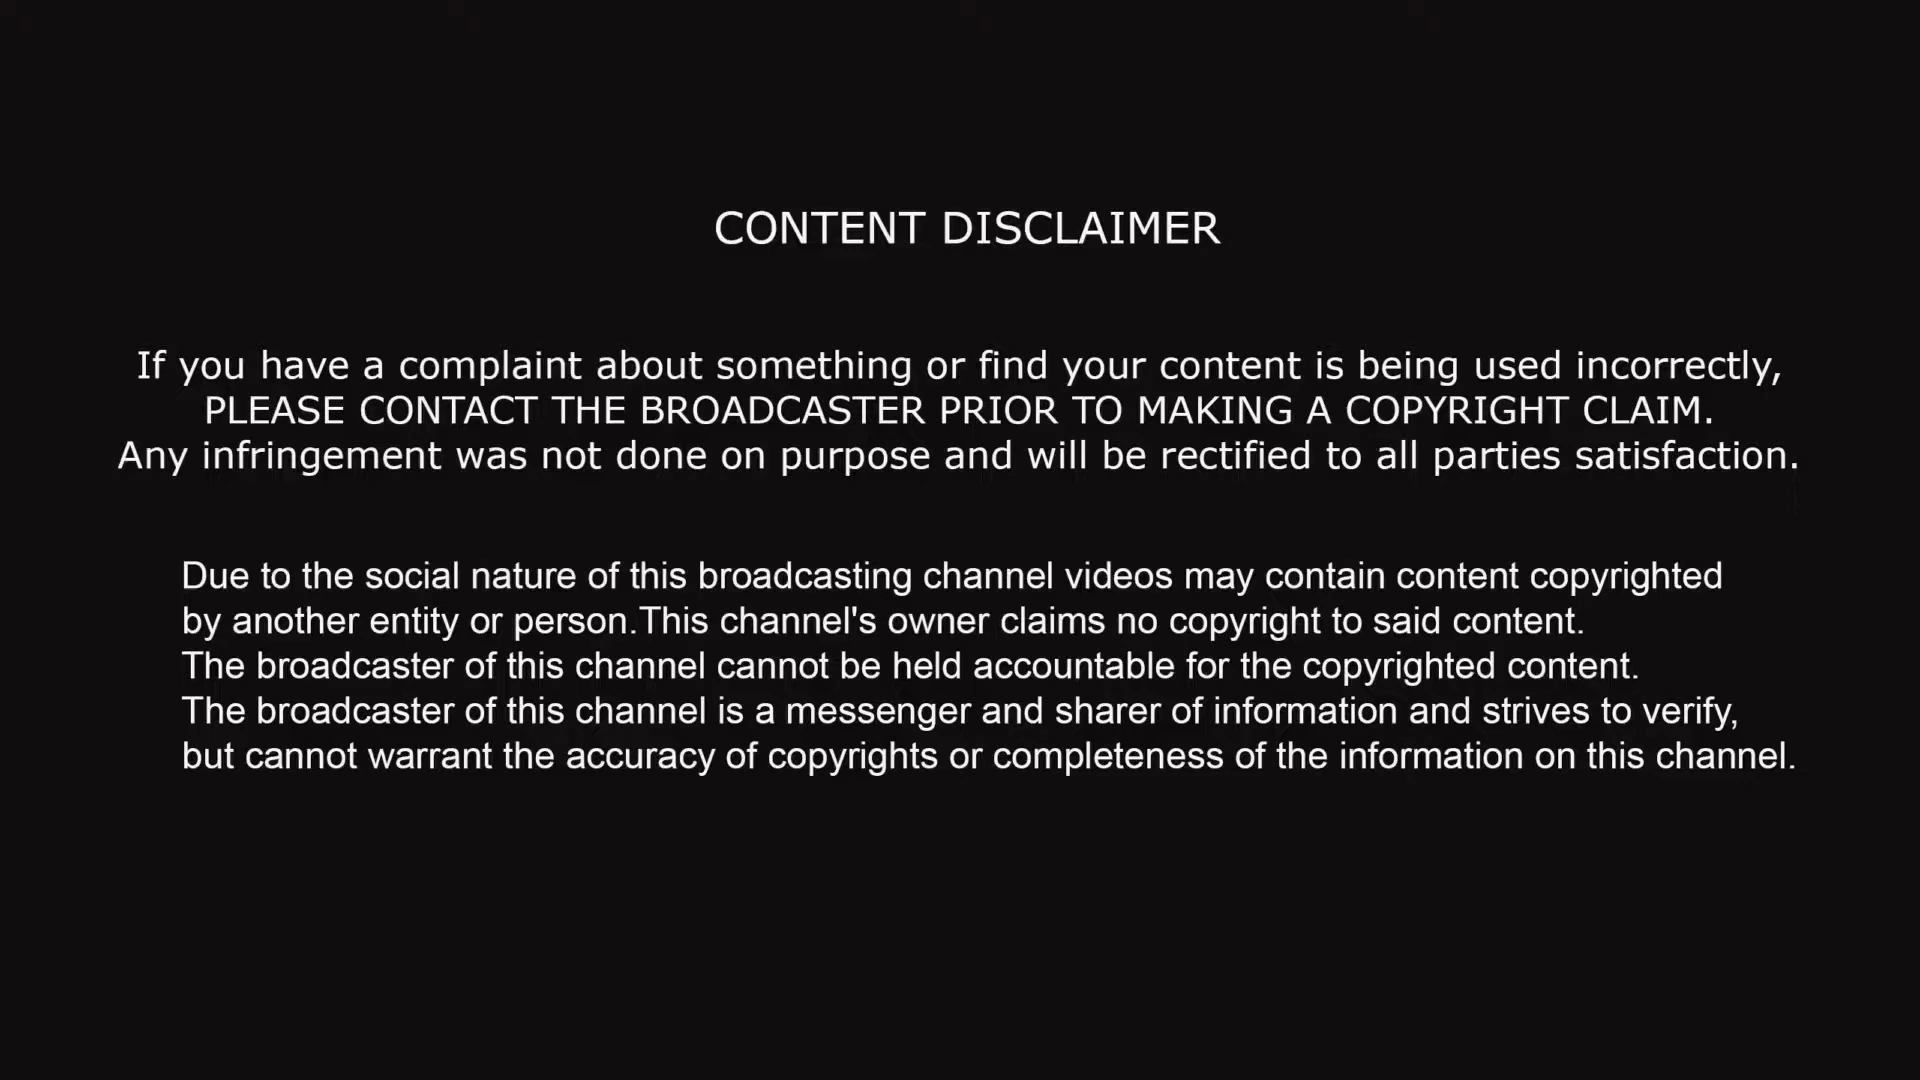 CONTENT DISCLAIMER
If you have a complaint about something or find your content is being used incorrectly,
PLEASE CONTACT THE BROADCASTER PRIOR TO MAKING A COPYRIGHT CLAIM.
Any infringement was not done on purpose and will be rectified to all parties satisfaction.
Due to the social nature of this broadcasting channel videos may contain content copyrighted
by another entity or person.This channel's owner claims no copyright to said content.
The broadcaster of this channel cannot be held accountable for the copyrighted content.
The broadcaster of this channel is a messenger and sharer of information and strives to verify,
but cannot warrant the accuracy of copyrights or completeness of the information on this channel.